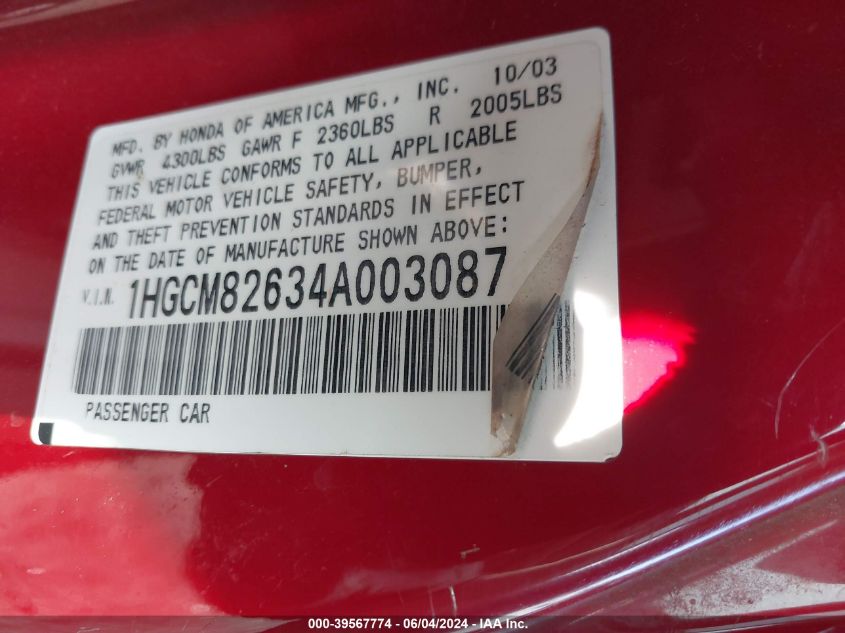 MFD. BY HONDA OF AMERICA MFG., INC. 10/03
GVWR 4300LBS GAWR F 2360LBS R 2005LBS
THIS VEHICLE CONFORMS TO ALL APPLICABLE
FEDERAL MOTOR VEHICLE SAFETY, BUMPER,
AND THEFT PREVENTION STANDARDS IN EFFECT
ON THE DATE OF MANUFACTURE SHOWN ABOVE:
V.I.N. 1HGCM82634A003087
PASSENGER CAR
000-39567774 - 06/04/2024 - IAA Inc.